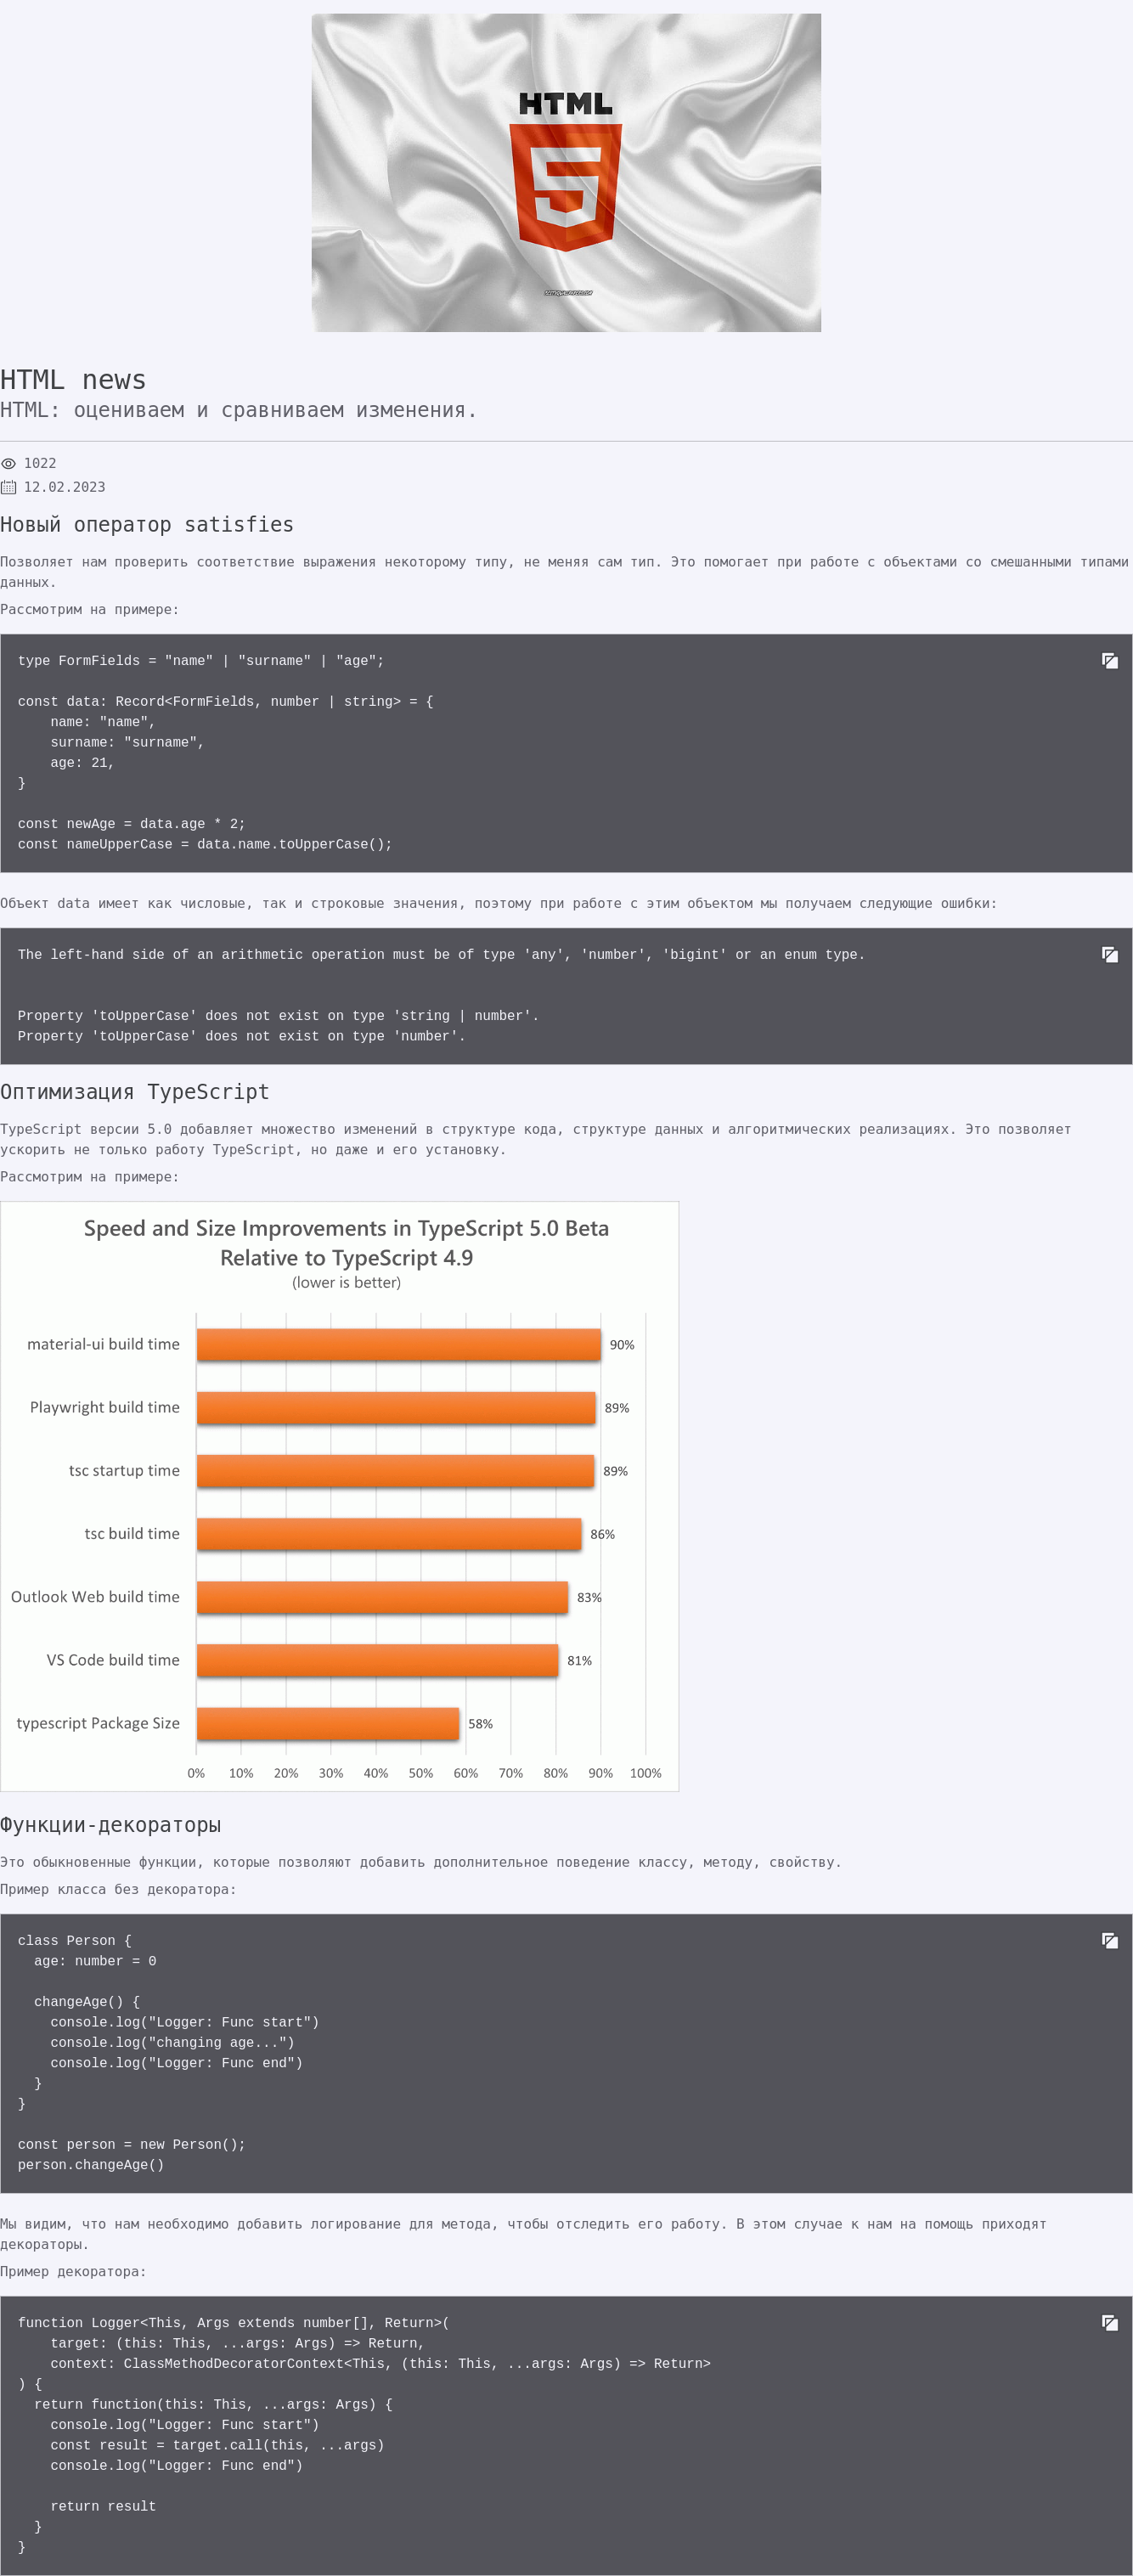 HTML
HTML news
HTML: оцениваем и сравниваем изменения.
1022
12.02.2023
Новый оператор satisfies
Позволяет нам проверить соответствие выражения некоторому типу, не меняя сам тип. Это помогает при работе с объектами со смешанными типами
данных.
Рассмотрим на примере:
type FormFields = "name" | "surname" | "age";
const data: Record<FormFields, number | string> = {
    name: "name",
    surname: "surname",
    age: 21,
}
const newAge = data.age * 2;
const nameUpperCase = data.name.toUpperCase();
Объект data имеет как числовые, так и строковые значения, поэтому при работе с этим объектом мы получаем следующие ошибки:
The left-hand side of an arithmetic operation must be of type 'any', 'number', 'bigint' or an enum type.
Property 'toUpperCase' does not exist on type 'string | number'.
Property 'toUpperCase' does not exist on type 'number'.
Оптимизация TypeScript
TypeScript версии 5.0 добавляет множество изменений в структуре кода, структуре данных и алгоритмических реализациях. Это позволяет
ускорить не только работу TypeScript, но даже и его установку.
Рассмотрим на примере:
Speed and Size Improvements in TypeScript 5.0 Beta
Relative to TypeScript 4.9
(lower is better)
material-ui build time 90%
Playwright build time 89%
tsc startup time 89%
tsc build time 86%
Outlook Web build time 83%
VS Code build time 81%
typescript Package Size 58%
0% 10% 20% 30% 40% 50% 60% 70% 80% 90% 100%
Функции-декораторы
Это обыкновенные функции, которые позволяют добавить дополнительное поведение классу, методу, свойству.
Пример класса без декоратора:
class Person {
  age: number = 0
  changeAge() {
    console.log("Logger: Func start")
    console.log("changing age...")
    console.log("Logger: Func end")
  }
}
const person = new Person();
person.changeAge()
Мы видим, что нам необходимо добавить логирование для метода, чтобы отследить его работу. В этом случае к нам на помощь приходят
декораторы.
Пример декоратора:
function Logger<This, Args extends number[], Return>(
    target: (this: This, ...args: Args) => Return,
    context: ClassMethodDecoratorContext<This, (this: This, ...args: Args) => Return>
) {
  return function(this: This, ...args: Args) {
    console.log("Logger: Func start")
    const result = target.call(this, ...args)
    console.log("Logger: Func end")
    return result
  }
}